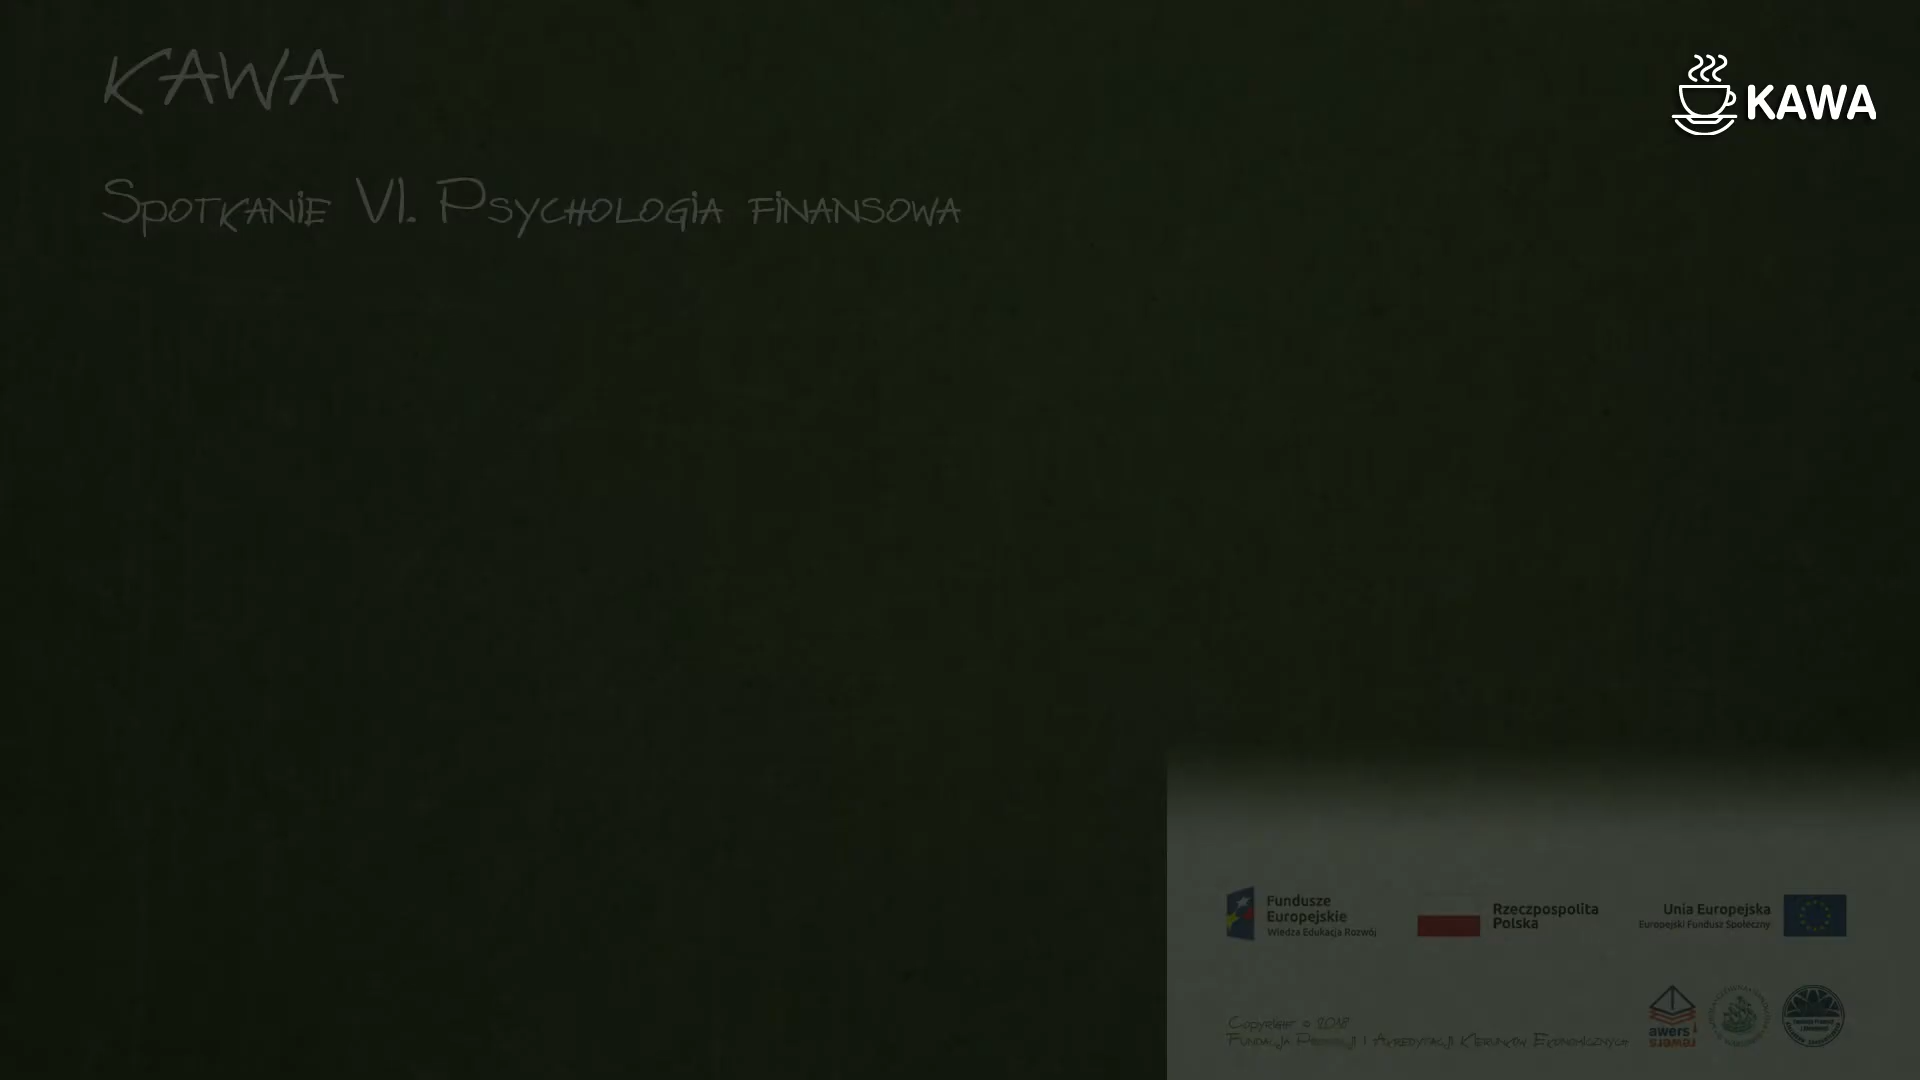 KAWA
KAWA
Spotkanie VI. Psychologia finansowa
Fundusze
Europejskie
Wiedza Edukacja Rozwój
Rzeczpospolita
Polska
Unia Europejska
Europejski Fundusz Społeczny
Copyright © 2018
Fundacja Promocji i Akredytacji Kierunków Ekonomicznych
awers